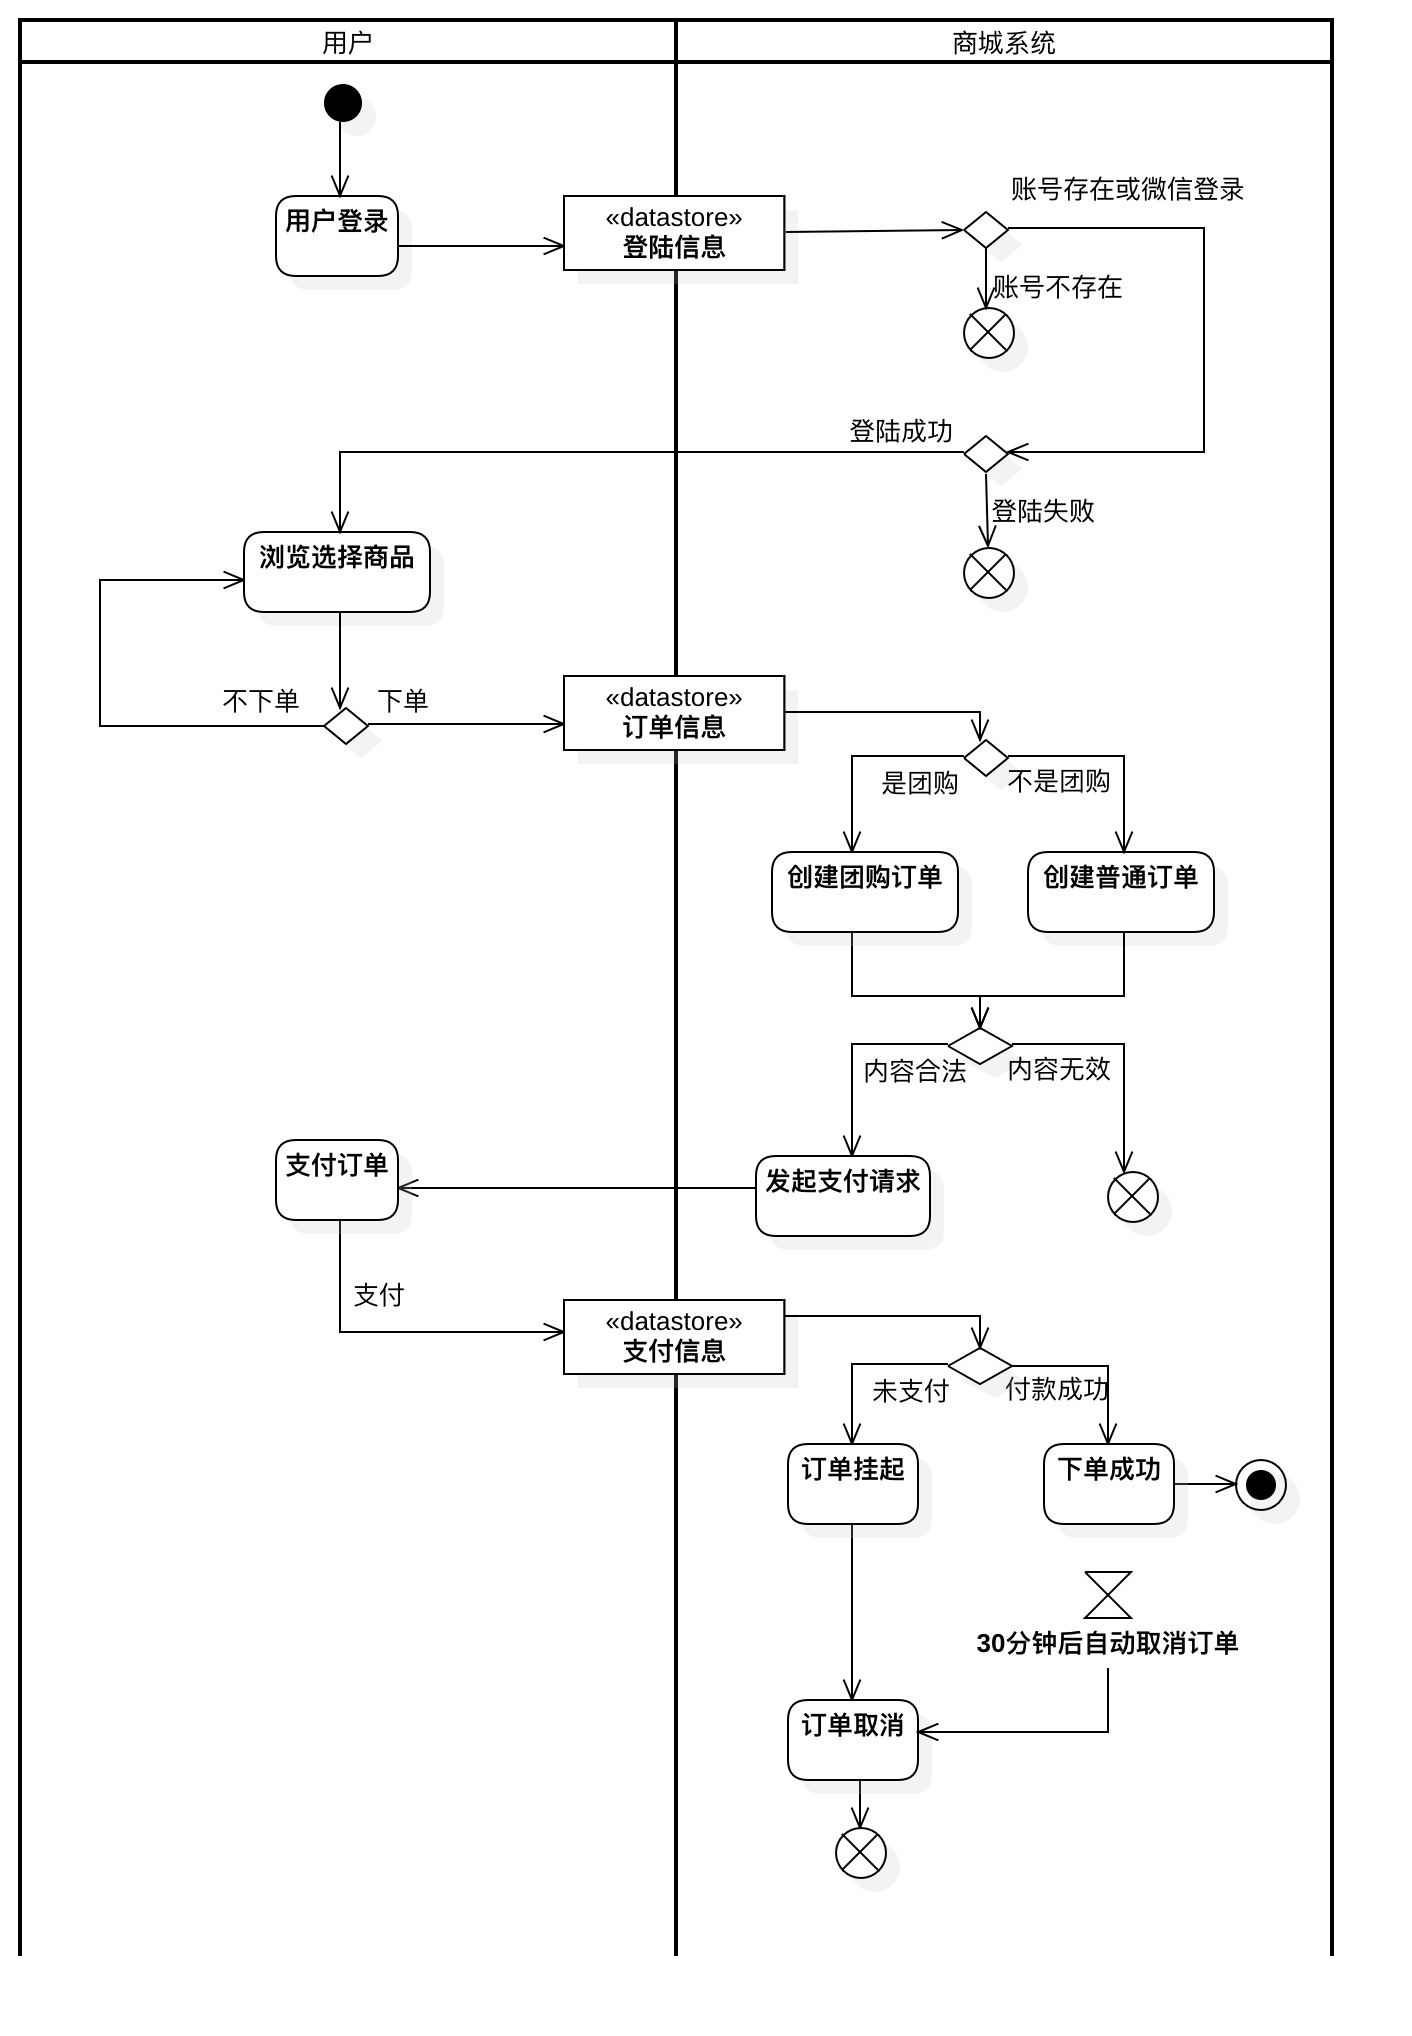 用户
商城系统
账号存在或微信登录
用户登录
«datastore»
登陆信息
账号不存在
登陆成功
登陆失败
浏览选择商品
不下单
下单
«datastore»
订单信息
是团购
不是团购
创建团购订单
创建普通订单
内容合法
内容无效
支付订单
发起支付请求
支付
«datastore»
支付信息
未支付
付款成功
订单挂起
下单成功
30分钟后自动取消订单
订单取消